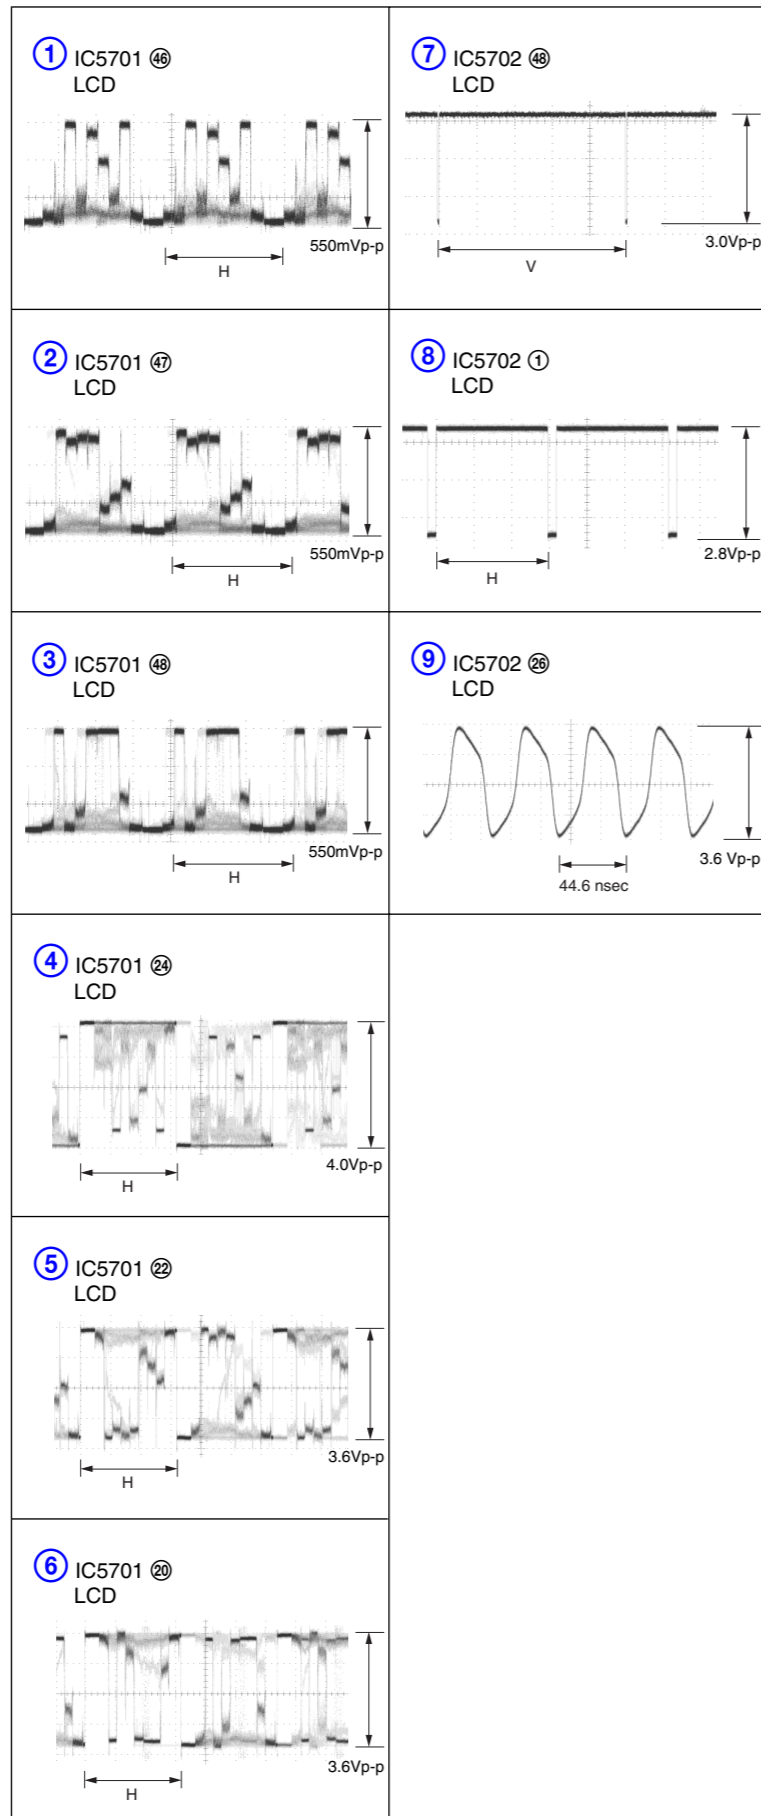 1 IC5701 ㊻
LCD
550mVp-p
H
2 IC5701 ㊼
LCD
550mVp-p
H
3 IC5701 ㊽
LCD
550mVp-p
H
4 IC5701 ㉔
LCD
4.0Vp-p
H
5 IC5701 ㉒
LCD
3.6Vp-p
H
6 IC5701 ⑳
LCD
3.6Vp-p
H
7 IC5702 ㊽
LCD
3.0Vp-p
V
8 IC5702 ①
LCD
2.8Vp-p
H
9 IC5702 ㉖
LCD
3.6 Vp-p
44.6 nsec